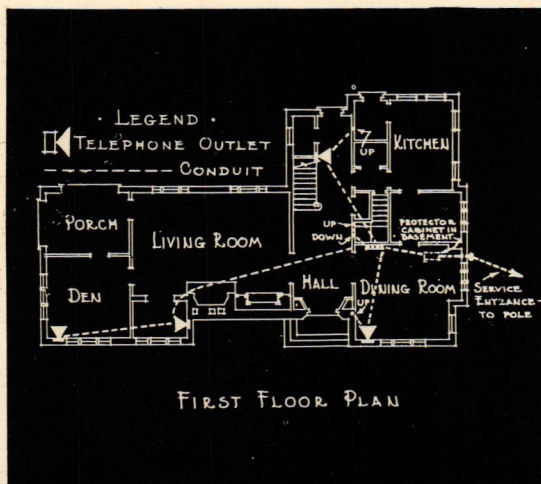 · LEGEND ·
TELEPHONE OUTLET
CONDUIT
KITCHEN
UP
PORCH
LIVING ROOM
UP
DOWN
PROTECTOR
CABINET IN
BASEMENT
DEN
HALL
UP
DINING ROOM
SERVICE
ENTRANCE
TO POLE
FIRST FLOOR PLAN